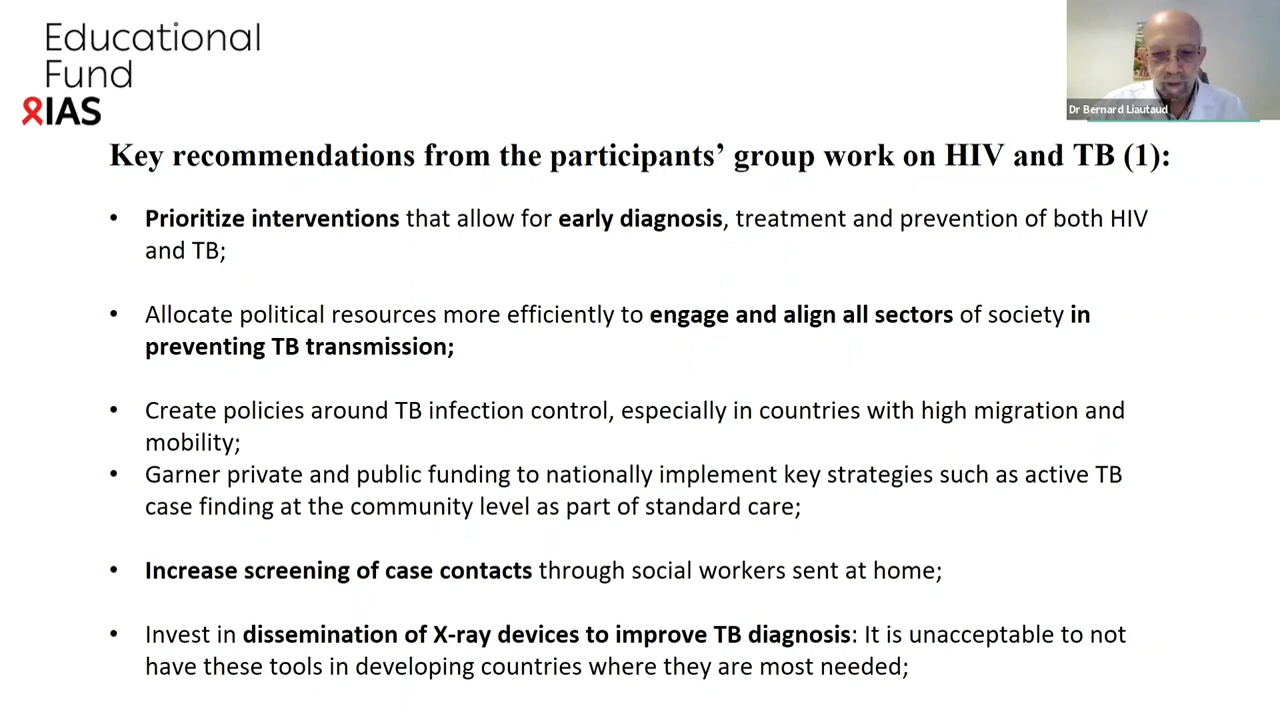 Educational
Fund
IAS
Dr Bernard Liautaud
Key recommendations from the participants’ group work on HIV and TB (1):
• Prioritize interventions that allow for early diagnosis, treatment and prevention of both HIV
and TB;
• Allocate political resources more efficiently to engage and align all sectors of society in
preventing TB transmission;
• Create policies around TB infection control, especially in countries with high migration and
mobility;
• Garner private and public funding to nationally implement key strategies such as active TB
case finding at the community level as part of standard care;
• Increase screening of case contacts through social workers sent at home;
• Invest in dissemination of X-ray devices to improve TB diagnosis: It is unacceptable to not
have these tools in developing countries where they are most needed;